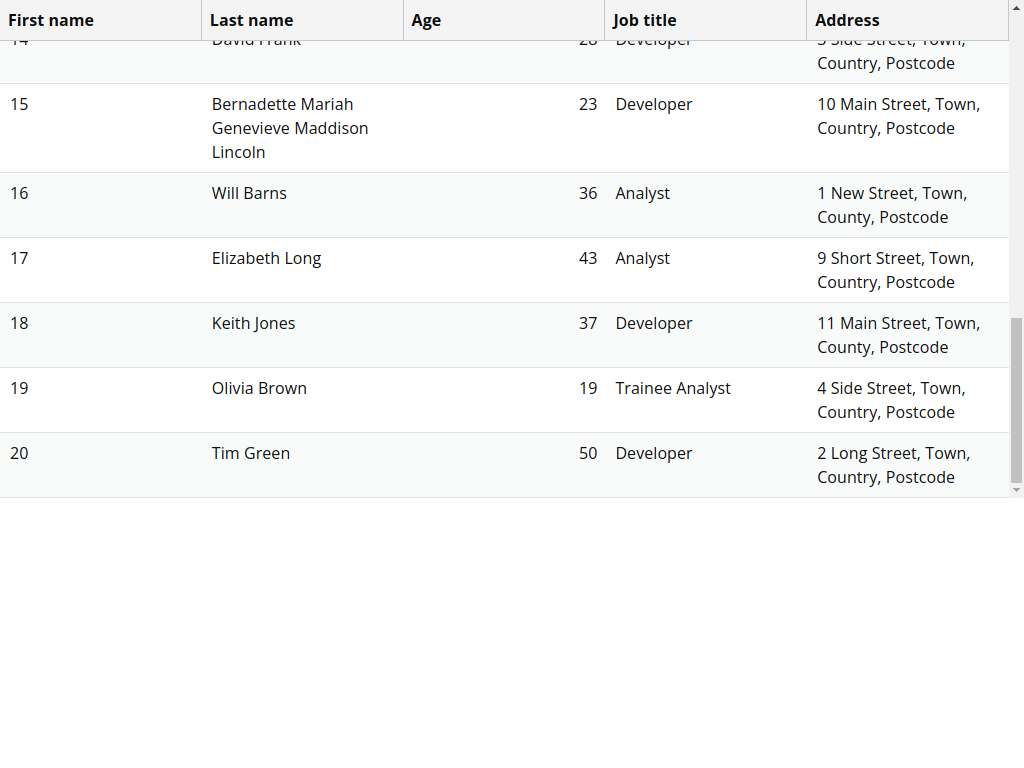 First name Last name Age Job title Address
14 David Frank 28 Developer 3 Side Street, Town,
Country, Postcode
15 Bernadette Mariah 23 Developer 10 Main Street, Town,
Genevieve Maddison Country, Postcode
Lincoln
16 Will Barns 36 Analyst 1 New Street, Town,
County, Postcode
17 Elizabeth Long 43 Analyst 9 Short Street, Town,
Country, Postcode
18 Keith Jones 37 Developer 11 Main Street, Town,
County, Postcode
19 Olivia Brown 19 Trainee Analyst 4 Side Street, Town,
Country, Postcode
20 Tim Green 50 Developer 2 Long Street, Town,
Country, Postcode